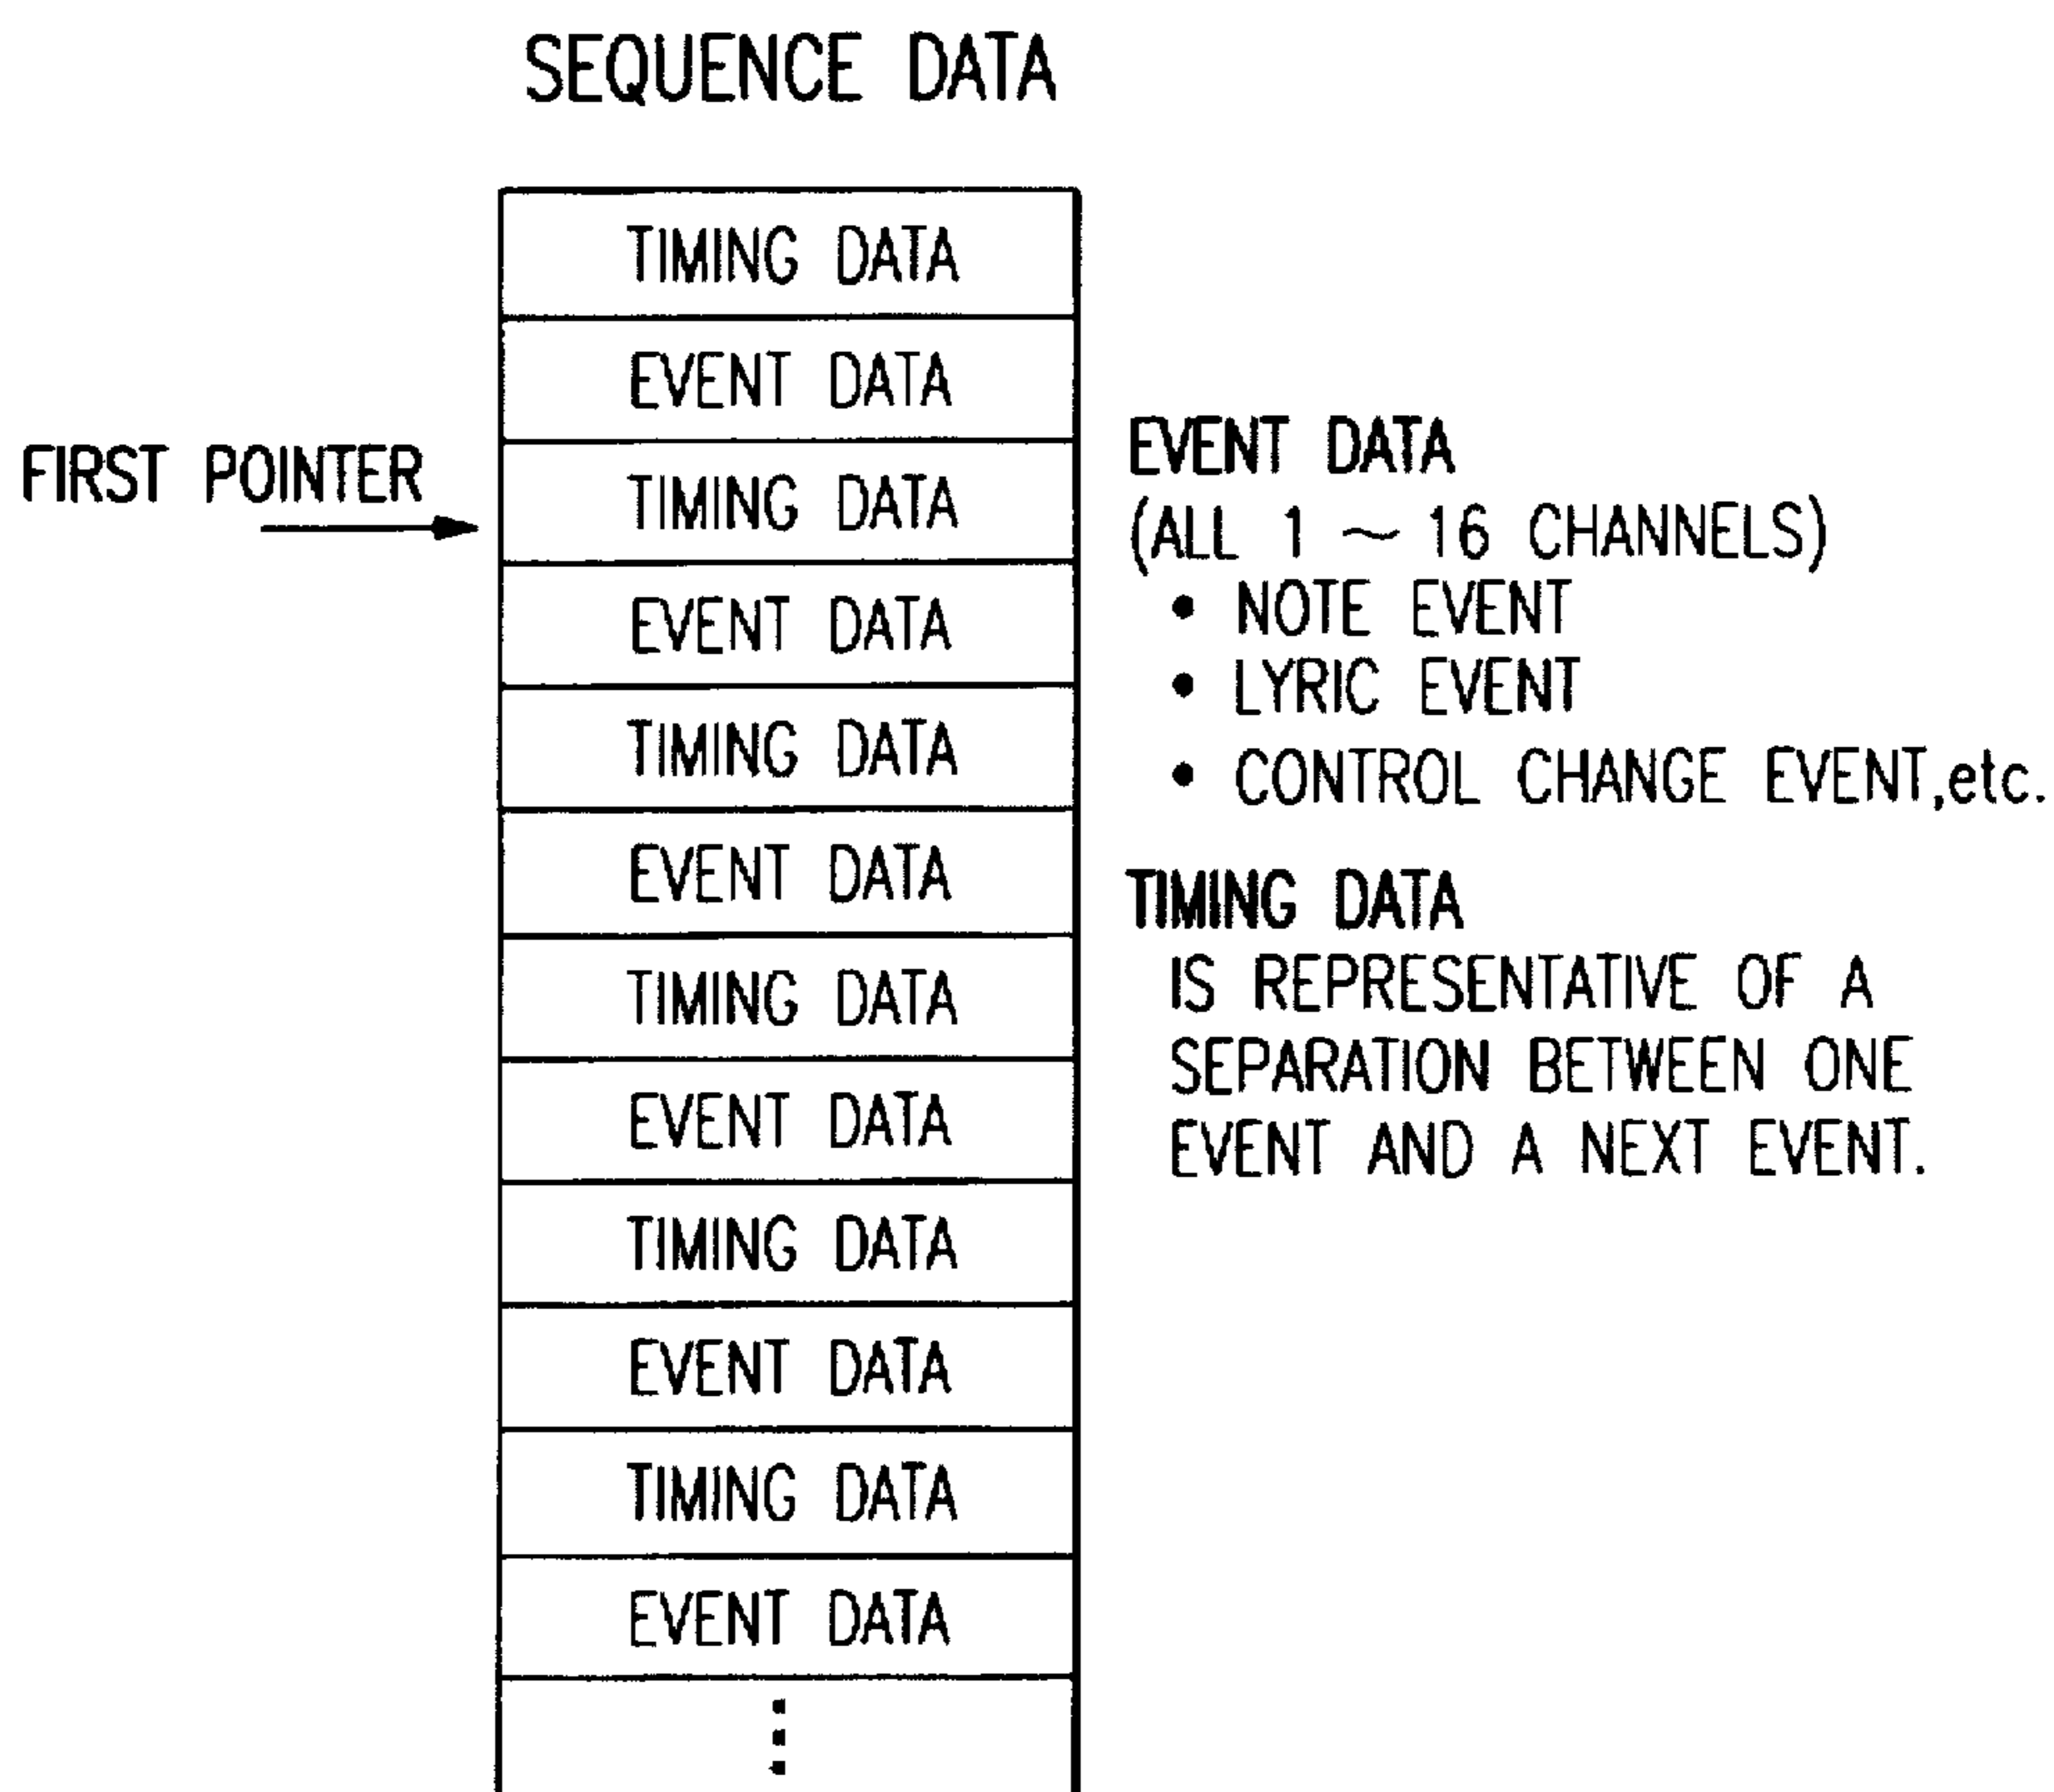 SEQUENCE DATA
TIMING DATA
EVENT DATA
FIRST POINTER
TIMING DATA
EVENT DATA
TIMING DATA
EVENT DATA
TIMING DATA
EVENT DATA
TIMING DATA
EVENT DATA
TIMING DATA
EVENT DATA
EVENT DATA
(ALL 1 ~ 16 CHANNELS)
• NOTE EVENT
• LYRIC EVENT
• CONTROL CHANGE EVENT,etc.
TIMING DATA
IS REPRESENTATIVE OF A
SEPARATION BETWEEN ONE
EVENT AND A NEXT EVENT.